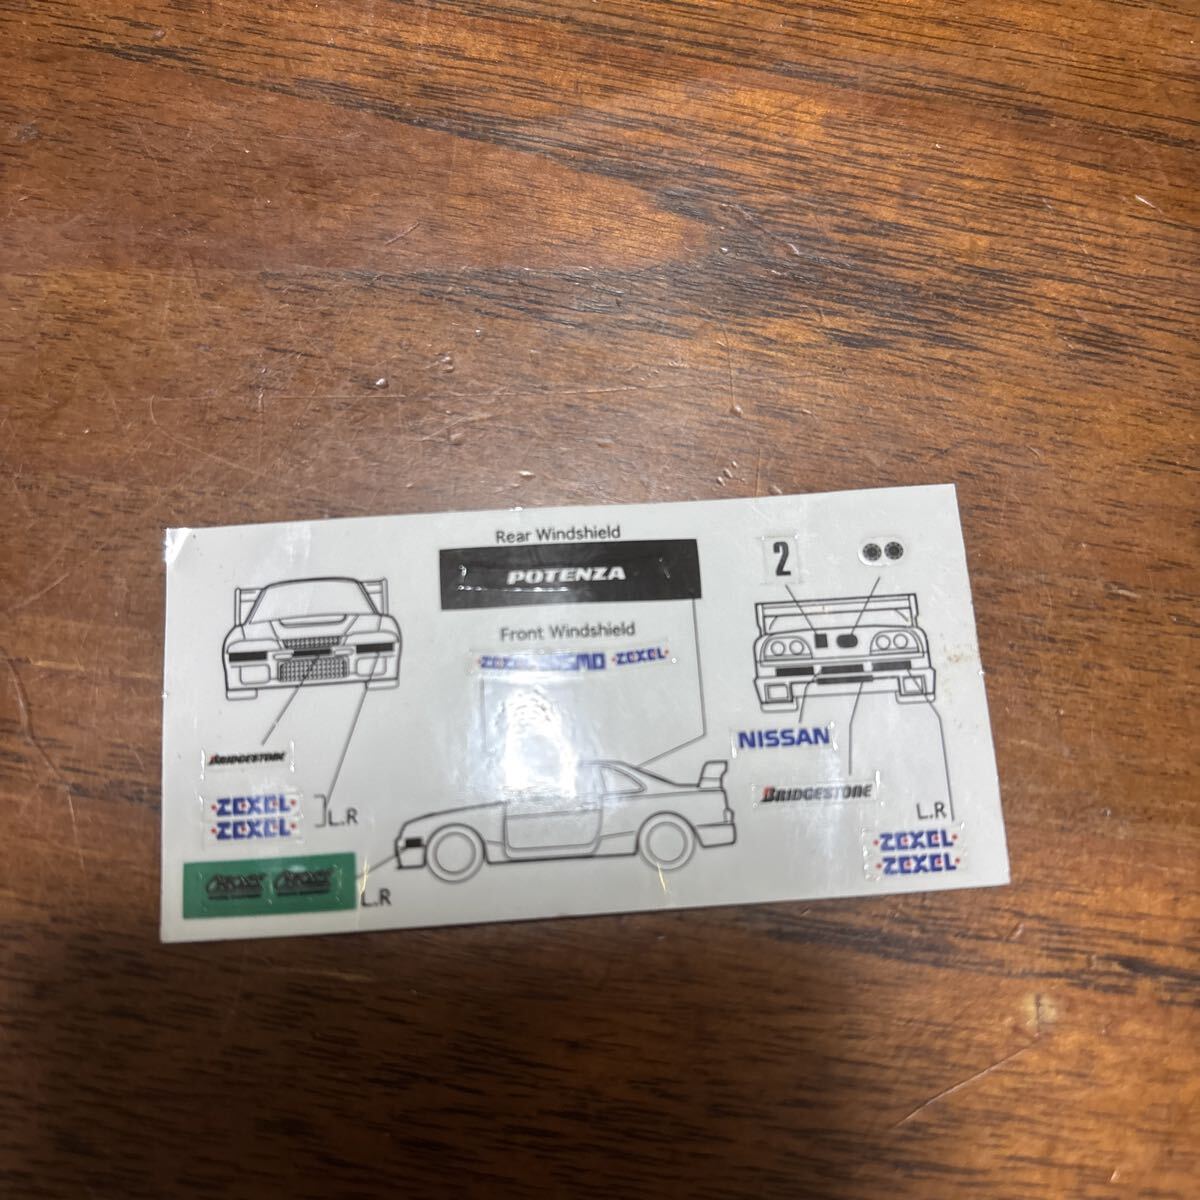 Rear Windshield
POTENZA
2
Front Windshield
ZEXEL NISMO ZEXEL
NISSAN
BRIDGESTONE
BRIDGESTONE
ZEXEL
ZEXEL
L.R
L.R
ZEXEL
ZEXEL
L.R